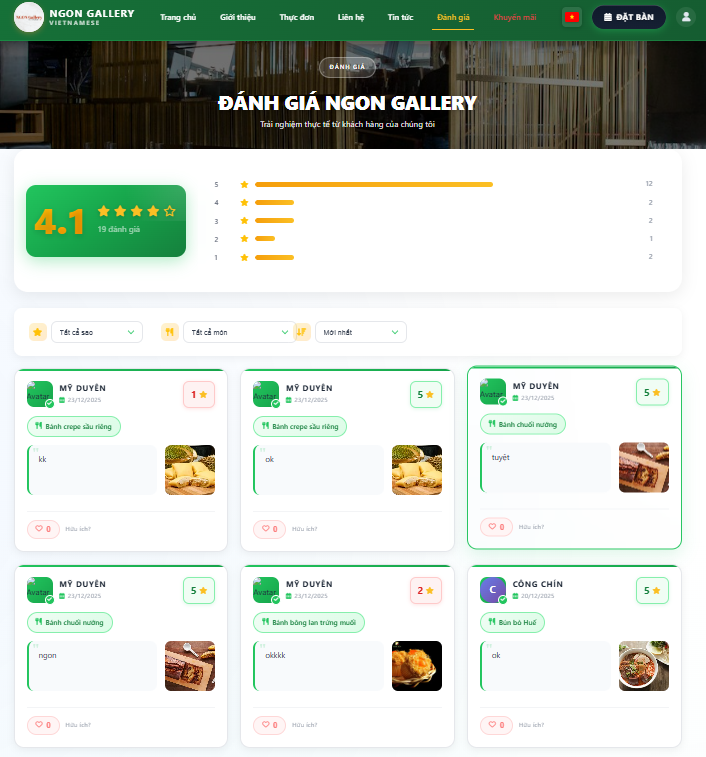 NGON GALLERY
VIETNAMESE
Trang chủ Giới thiệu Thực đơn Liên hệ Tin tức Đánh giá Khuyến mãi ĐẶT BÀN
ĐÁNH GIÁ
ĐÁNH GIÁ NGON GALLERY
Trải nghiệm thực tế từ khách hàng của chúng tôi
4.1
19 đánh giá
5 12
4 2
3 2
2 1
1 2
Tất cả sao Tất cả món Mới nhất
Avatar MỸ DUYÊN
23/12/2025
1
Bánh crepe sầu riêng
kk
0 Hữu ích?
Avatar MỸ DUYÊN
23/12/2025
5
Bánh crepe sầu riêng
ok
0 Hữu ích?
Avatar MỸ DUYÊN
23/12/2025
5
Bánh chuối nướng
tuyệt
0 Hữu ích?
Avatar MỸ DUYÊN
23/12/2025
5
Bánh chuối nướng
ngon
0 Hữu ích?
Avatar MỸ DUYÊN
23/12/2025
2
Bánh bông lan trứng muối
okkkk
0 Hữu ích?
C CÔNG CHÍN
20/12/2025
5
Bún bò Huế
ok
0 Hữu ích?